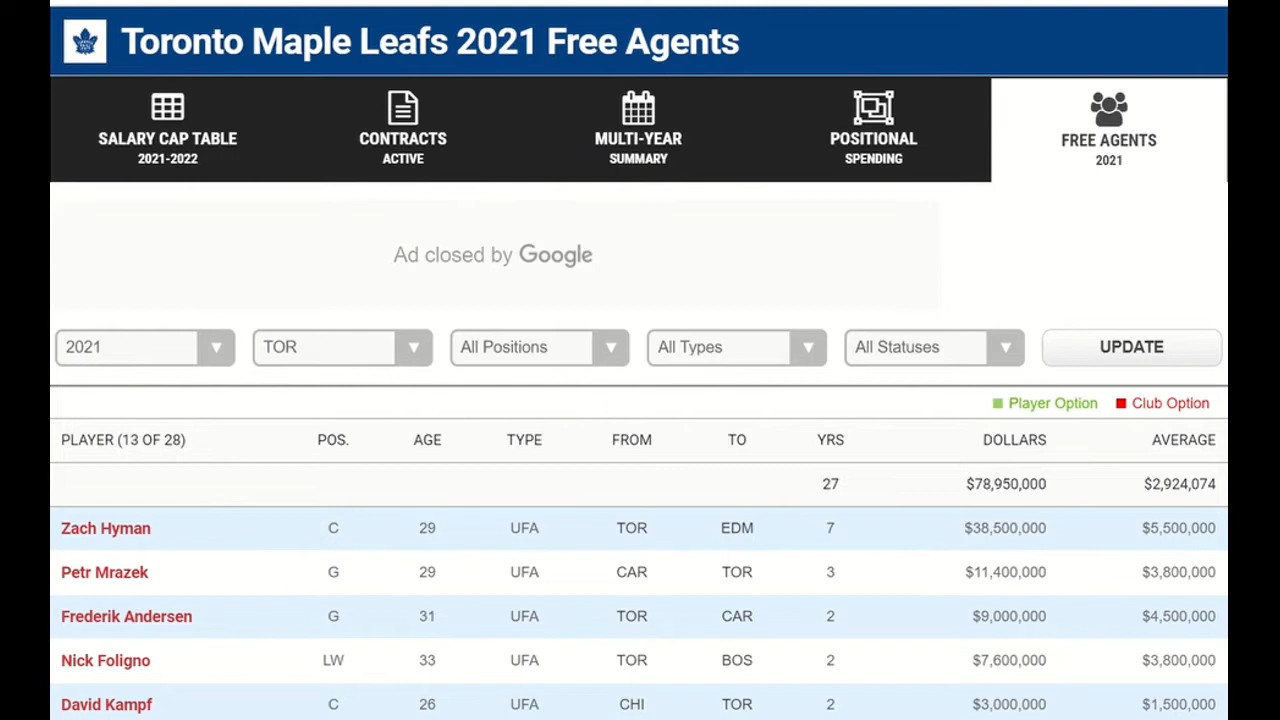 Toronto Maple Leafs 2021 Free Agents
SALARY CAP TABLE CONTRACTS MULTI-YEAR POSITIONAL FREE AGENTS
2021-2022 ACTIVE SUMMARY SPENDING 2021
Ad closed by Google
2021 TOR All Positions All Types All Statuses UPDATE
Player Option Club Option
PLAYER (13 OF 28) POS. AGE TYPE FROM TO YRS DOLLARS AVERAGE
27 $78,950,000 $2,924,074
Zach Hyman C 29 UFA TOR EDM 7 $38,500,000 $5,500,000
Petr Mrazek G 29 UFA CAR TOR 3 $11,400,000 $3,800,000
Frederik Andersen G 31 UFA TOR CAR 2 $9,000,000 $4,500,000
Nick Foligno LW 33 UFA TOR BOS 2 $7,600,000 $3,800,000
David Kampf C 26 UFA CHI TOR 2 $3,000,000 $1,500,000